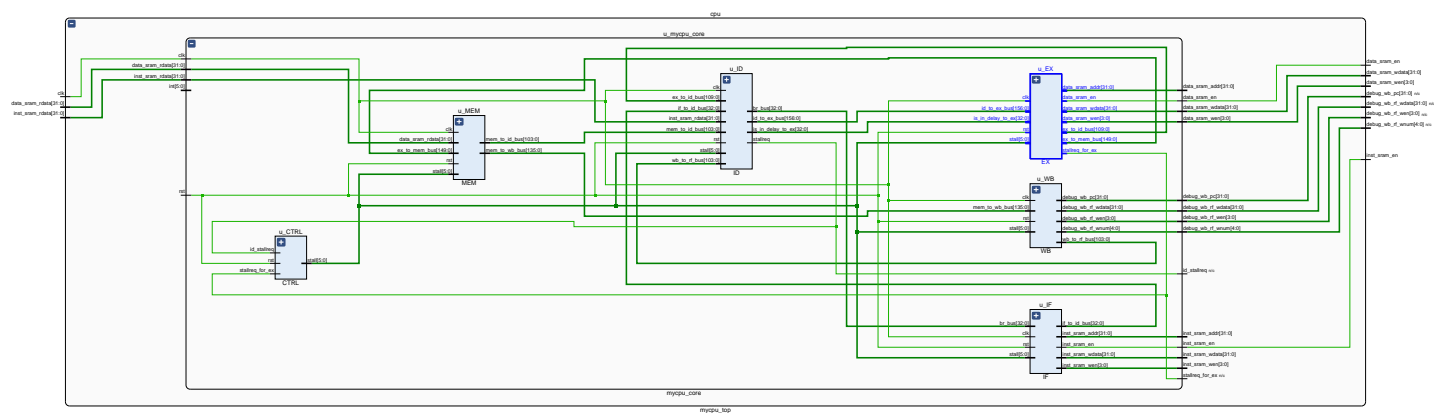 cpu
u_mycpu_core
clk
data_sram_rdata[31:0]
inst_sram_rdata[31:0]
clk
data_sram_rdata[31:0]
inst_sram_rdata[31:0]
int[5:0]
rst
u_MEM
clk
data_sram_rdata[31:0]
ex_to_mem_bus[149:0]
rst
stall[5:0]
mem_to_id_bus[103:0]
mem_to_wb_bus[135:0]
MEM
u_CTRL
id_stallreq
rst
stallreq_for_ex
stall[5:0]
CTRL
u_ID
clk
ex_to_id_bus[109:0]
if_to_id_bus[32:0]
inst_sram_rdata[31:0]
mem_to_id_bus[103:0]
rst
stall[5:0]
wb_to_rf_bus[103:0]
br_bus[32:0]
id_to_ex_bus[158:0]
is_in_delay_to_ex[32:0]
stallreq
ID
u_EX
clk
id_to_ex_bus[158:0]
is_in_delay_to_ex[32:0]
rst
stall[5:0]
data_sram_addr[31:0]
data_sram_en
data_sram_wdata[31:0]
data_sram_wen[3:0]
ex_to_id_bus[109:0]
ex_to_mem_bus[149:0]
stallreq_for_ex
EX
u_WB
clk
mem_to_wb_bus[135:0]
rst
stall[5:0]
debug_wb_pc[31:0]
debug_wb_rf_wdata[31:0]
debug_wb_rf_wen[3:0]
debug_wb_rf_wnum[4:0]
wb_to_rf_bus[103:0]
WB
u_IF
br_bus[32:0]
clk
rst
stall[5:0]
if_to_id_bus[32:0]
inst_sram_addr[31:0]
inst_sram_en
inst_sram_wdata[31:0]
inst_sram_wen[3:0]
IF
data_sram_addr[31:0]
data_sram_en
data_sram_wdata[31:0]
data_sram_wen[3:0]
debug_wb_pc[31:0]
debug_wb_rf_wdata[31:0]
debug_wb_rf_wen[3:0]
debug_wb_rf_wnum[4:0]
id_stallreq n/c
inst_sram_addr[31:0]
inst_sram_en
inst_sram_wdata[31:0]
inst_sram_wen[3:0]
stallreq_for_ex n/c
data_sram_en
data_sram_wdata[31:0]
data_sram_wen[3:0]
debug_wb_pc[31:0] n/c
debug_wb_rf_wdata[31:0] n/c
debug_wb_rf_wen[3:0] n/c
debug_wb_rf_wnum[4:0] n/c
inst_sram_en
mycpu_core
mycpu_top